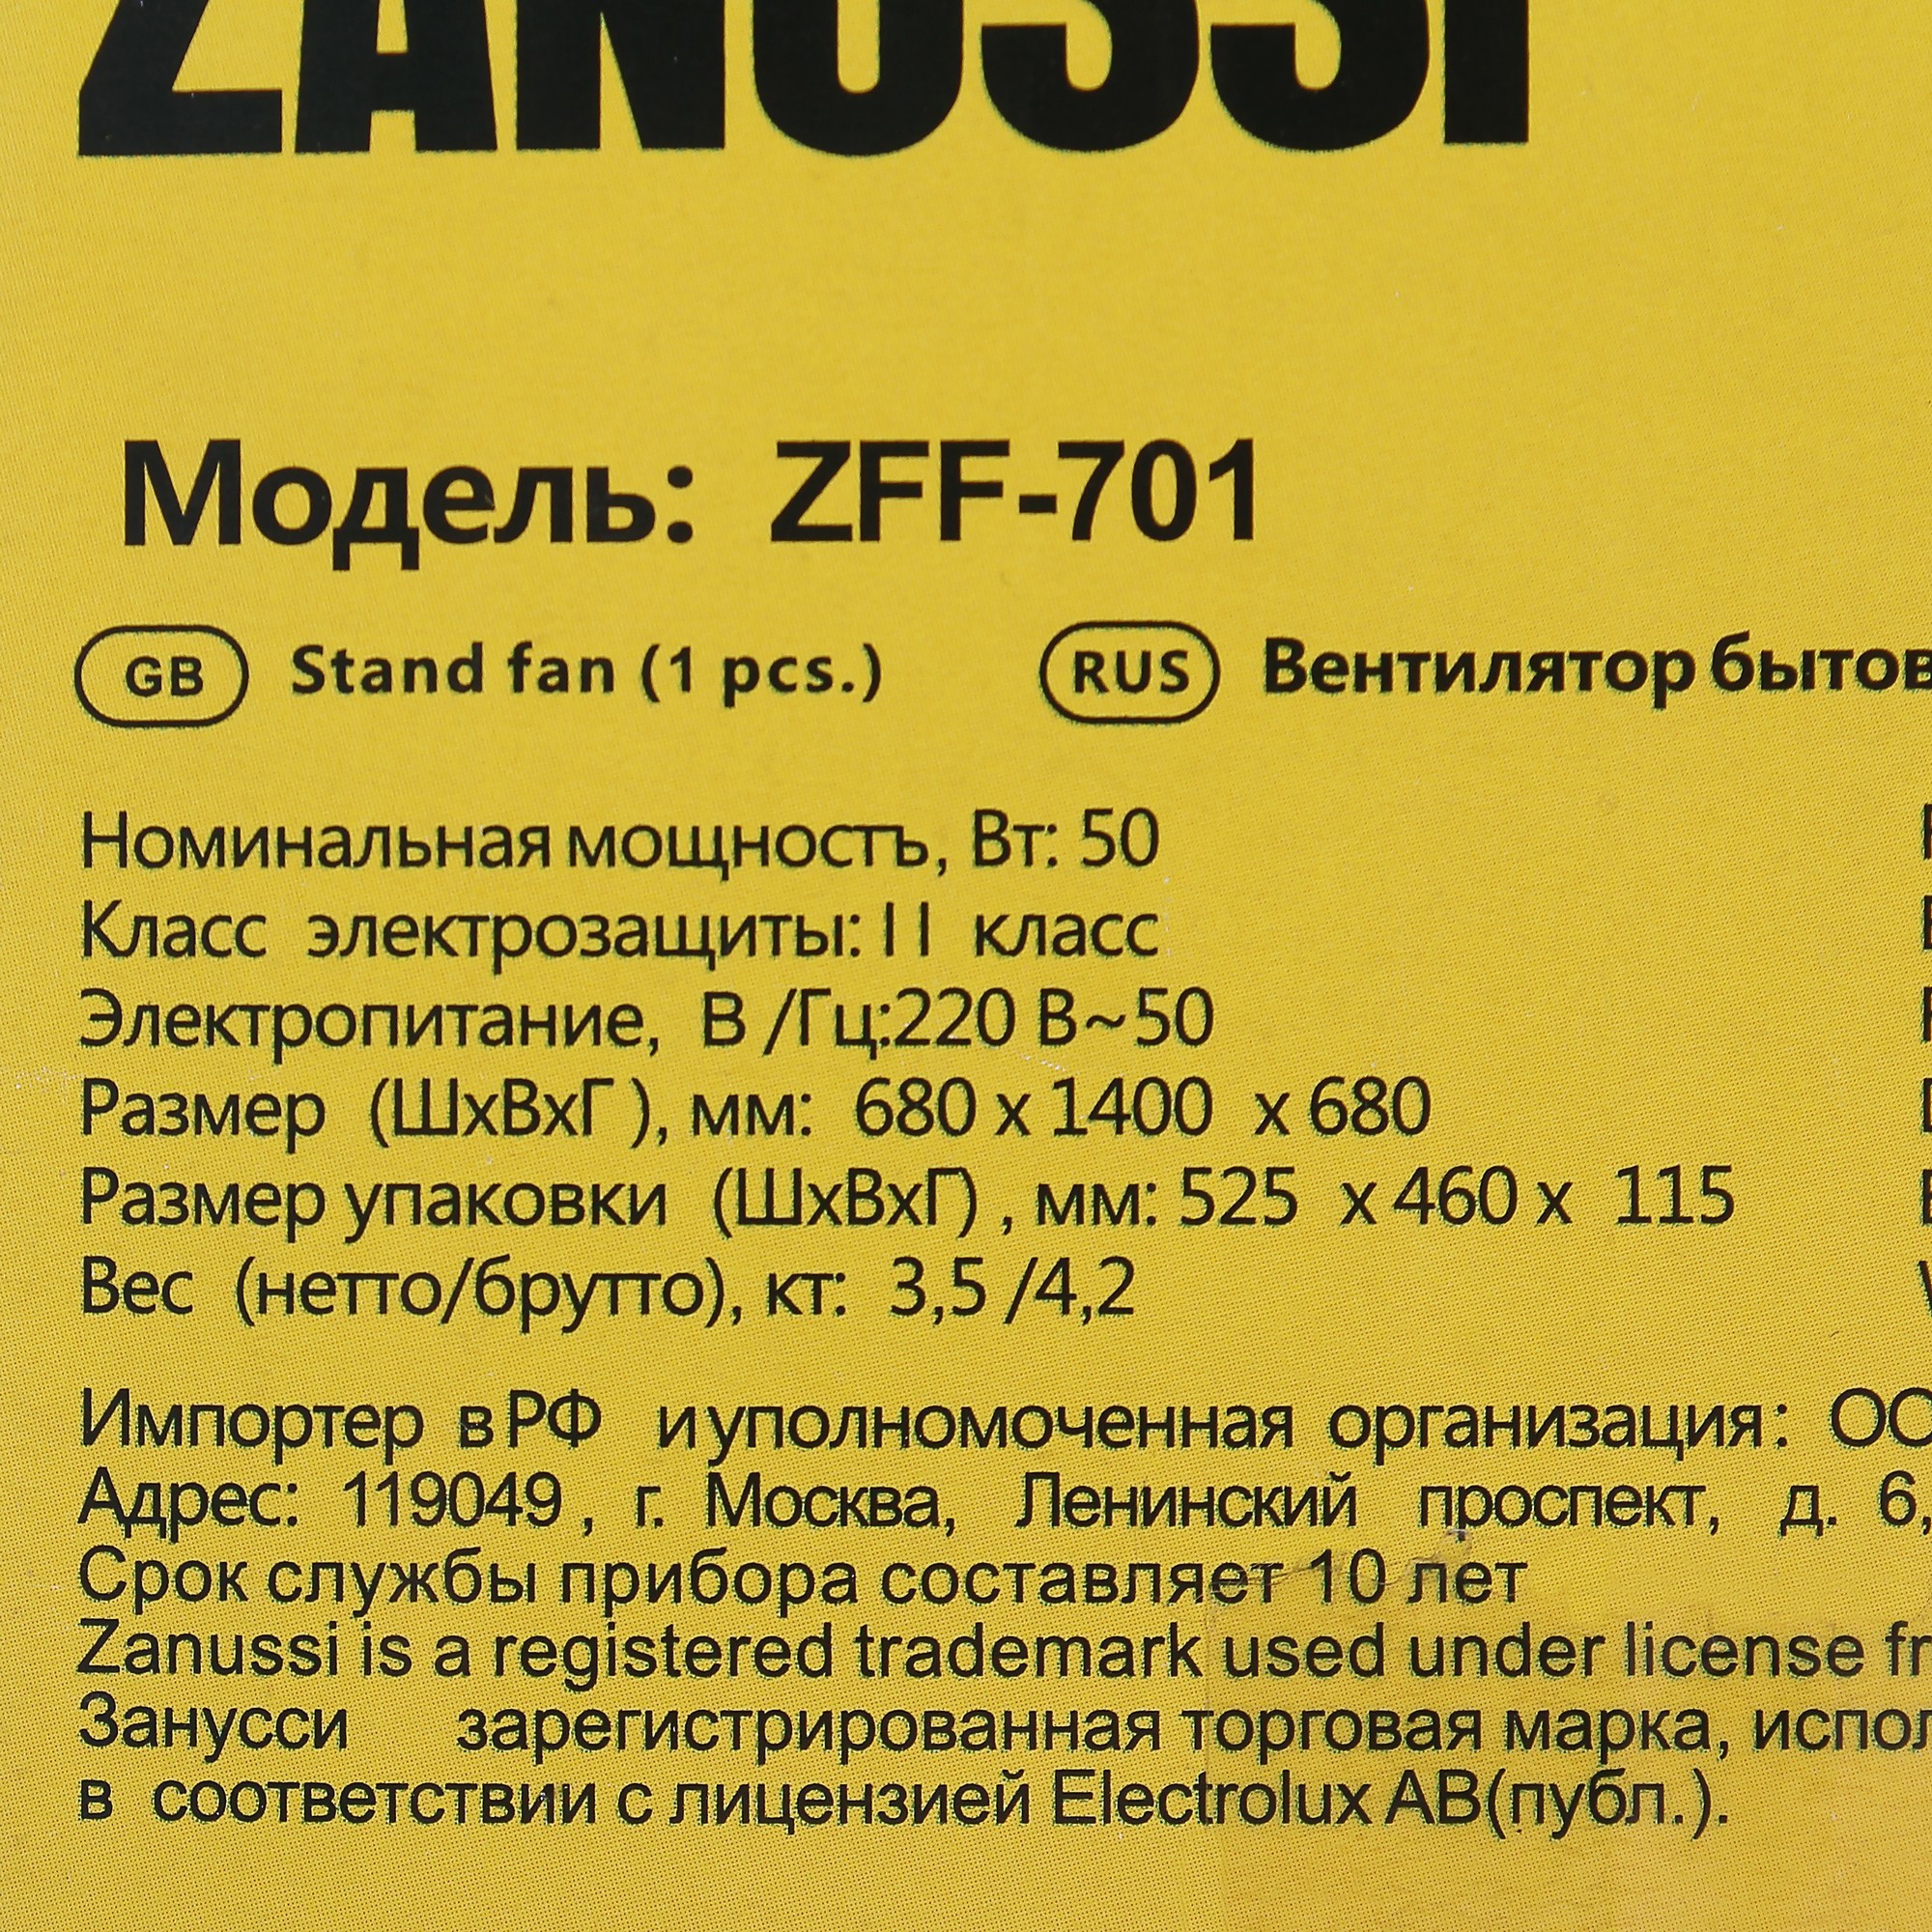 ZANUSSI
Модель: ZFF-701
GB Stand fan (1 pcs.) RUS Вентилятор бытов
Номинальная мощностъ, Вт: 50
Класс электрозащиты: I I класс
Электропитание, В /Гц:220 В~50
Размер (ШхВхГ ), мм: 680 x 1400 x 680
Размер упаковки (ШхВхГ) , мм: 525 x 460 x 115
Вес (нетто/брутто), кт: 3,5 /4,2
Импортер в РФ и уполномоченная организация: ОО
Адрес: 119049 , г. Москва, Ленинский проспект, д. 6,
Срок службы прибора составляет 10 лет
Zanussi is a registered trademark used under license fr
Занусси зарегистрированная торговая марка, испол
в соответствии с лицензией Electrolux AB(публ.).